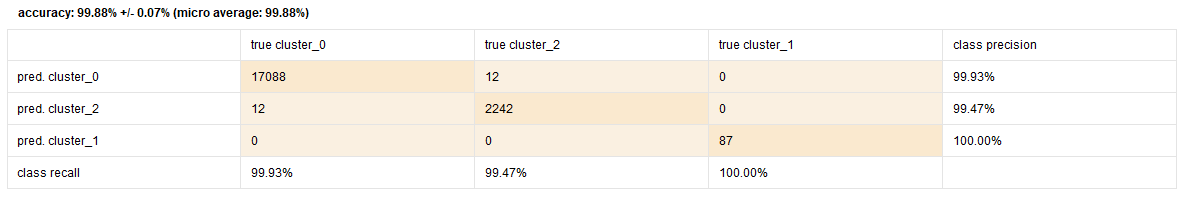 accuracy: 99.88% +/- 0.07% (micro average: 99.88%)
true cluster_0 true cluster_2 true cluster_1 class precision
pred. cluster_0 17088 12 0 99.93%
pred. cluster_2 12 2242 0 99.47%
pred. cluster_1 0 0 87 100.00%
class recall 99.93% 99.47% 100.00%